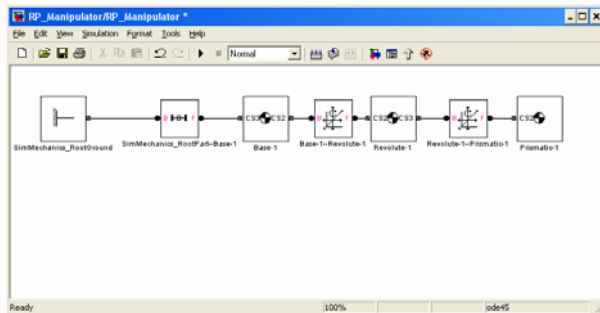 RP_Manipulator/RP_Manipulator *
File Edit View Simulation Format Tools Help
Normal
B F CS3 CS2 B F CS2 CS3 B F CS2
SimMechanics_RootGround SimMechanics_RootPart-Base-1 Base-1 Base-1-Revolute-1 Revolute-1 Revolute-1-Prismatic-1 Prismatic-1
Ready 100% ode45